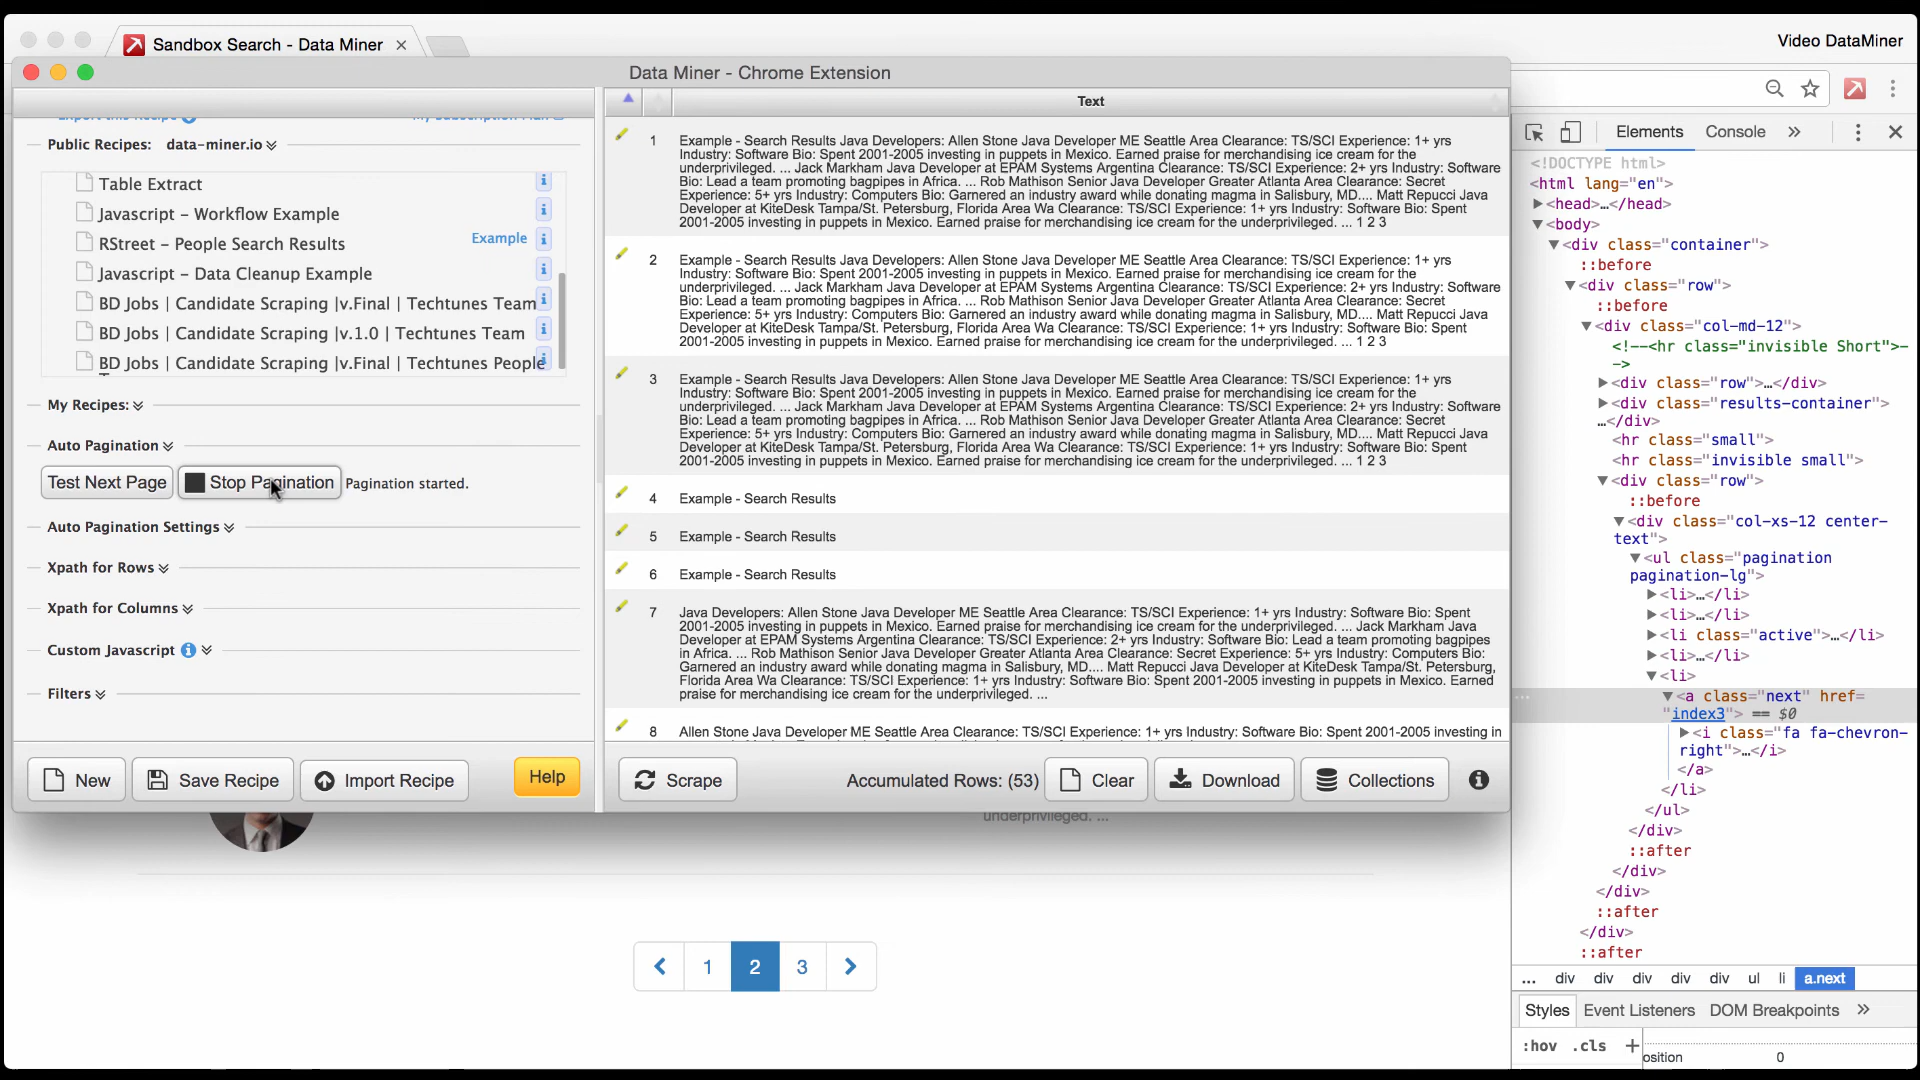 Sandbox Search - Data Miner
Video DataMiner
Data Miner - Chrome Extension
Export this Recipe
My Subscription Plan
Public Recipes: data-miner.io
Table Extract
Javascript – Workflow Example
RStreet – People Search Results
Example
Javascript – Data Cleanup Example
BD Jobs | Candidate Scraping |v.Final | Techtunes Team
BD Jobs | Candidate Scraping |v.1.0 | Techtunes Team
BD Jobs | Candidate Scraping |v.Final | Techtunes People
My Recipes:
Auto Pagination
Test Next Page
Stop Pagination
Pagination started.
Auto Pagination Settings
Xpath for Rows
Xpath for Columns
Custom Javascript
Filters
New
Save Recipe
Import Recipe
Help
Text
1
Example - Search Results Java Developers: Allen Stone Java Developer ME Seattle Area Clearance: TS/SCI Experience: 1+ yrs
Industry: Software Bio: Spent 2001-2005 investing in puppets in Mexico. Earned praise for merchandising ice cream for the
underprivileged. ... Jack Markham Java Developer at EPAM Systems Argentina Clearance: TS/SCI Experience: 2+ yrs Industry: Software
Bio: Lead a team promoting bagpipes in Africa. ... Rob Mathison Senior Java Developer Greater Atlanta Area Clearance: Secret
Experience: 5+ yrs Industry: Computers Bio: Garnered an industry award while donating magma in Salisbury, MD.... Matt Repucci Java
Developer at KiteDesk Tampa/St. Petersburg, Florida Area Wa Clearance: TS/SCI Experience: 1+ yrs Industry: Software Bio: Spent
2001-2005 investing in puppets in Mexico. Earned praise for merchandising ice cream for the underprivileged. ... 1 2 3
2
Example - Search Results Java Developers: Allen Stone Java Developer ME Seattle Area Clearance: TS/SCI Experience: 1+ yrs
Industry: Software Bio: Spent 2001-2005 investing in puppets in Mexico. Earned praise for merchandising ice cream for the
underprivileged. ... Jack Markham Java Developer at EPAM Systems Argentina Clearance: TS/SCI Experience: 2+ yrs Industry: Software
Bio: Lead a team promoting bagpipes in Africa. ... Rob Mathison Senior Java Developer Greater Atlanta Area Clearance: Secret
Experience: 5+ yrs Industry: Computers Bio: Garnered an industry award while donating magma in Salisbury, MD.... Matt Repucci Java
Developer at KiteDesk Tampa/St. Petersburg, Florida Area Wa Clearance: TS/SCI Experience: 1+ yrs Industry: Software Bio: Spent
2001-2005 investing in puppets in Mexico. Earned praise for merchandising ice cream for the underprivileged. ... 1 2 3
3
Example - Search Results Java Developers: Allen Stone Java Developer ME Seattle Area Clearance: TS/SCI Experience: 1+ yrs
Industry: Software Bio: Spent 2001-2005 investing in puppets in Mexico. Earned praise for merchandising ice cream for the
underprivileged. ... Jack Markham Java Developer at EPAM Systems Argentina Clearance: TS/SCI Experience: 2+ yrs Industry: Software
Bio: Lead a team promoting bagpipes in Africa. ... Rob Mathison Senior Java Developer Greater Atlanta Area Clearance: Secret
Experience: 5+ yrs Industry: Computers Bio: Garnered an industry award while donating magma in Salisbury, MD.... Matt Repucci Java
Developer at KiteDesk Tampa/St. Petersburg, Florida Area Wa Clearance: TS/SCI Experience: 1+ yrs Industry: Software Bio: Spent
2001-2005 investing in puppets in Mexico. Earned praise for merchandising ice cream for the underprivileged. ... 1 2 3
4 Example - Search Results
5 Example - Search Results
6 Example - Search Results
7
Java Developers: Allen Stone Java Developer ME Seattle Area Clearance: TS/SCI Experience: 1+ yrs Industry: Software Bio: Spent
2001-2005 investing in puppets in Mexico. Earned praise for merchandising ice cream for the underprivileged. ... Jack Markham Java
Developer at EPAM Systems Argentina Clearance: TS/SCI Experience: 2+ yrs Industry: Software Bio: Lead a team promoting bagpipes
in Africa. ... Rob Mathison Senior Java Developer Greater Atlanta Area Clearance: Secret Experience: 5+ yrs Industry: Computers Bio:
Garnered an industry award while donating magma in Salisbury, MD.... Matt Repucci Java Developer at KiteDesk Tampa/St. Petersburg,
Florida Area Wa Clearance: TS/SCI Experience: 1+ yrs Industry: Software Bio: Spent 2001-2005 investing in puppets in Mexico. Earned
praise for merchandising ice cream for the underprivileged. ...
8 Allen Stone Java Developer ME Seattle Area Clearance: TS/SCI Experience: 1+ yrs Industry: Software Bio: Spent 2001-2005 investing in
Scrape
Accumulated Rows: (53)
Clear
Download
Collections
underprivileged. ...
1 2 3
Elements
Console
<!DOCTYPE html>
<html lang="en">
<head>…</head>
<body>
<div class="container">
::before
<div class="row">
::before
<div class="col-md-12">
<!--<hr class="invisible Short">-
->
<div class="row">…</div>
<div class="results-container">
…</div>
<hr class="small">
<hr class="invisible small">
<div class="row">
::before
<div class="col-xs-12 center-
text">
<ul class="pagination
pagination-lg">
<li>…</li>
<li>…</li>
<li class="active">…</li>
<li>…</li>
<li>
<a class="next" href=
"index3"> == $0
<i class="fa fa-chevron-
right">…</i>
</a>
</li>
</ul>
</div>
::after
</div>
</div>
::after
</div>
::after
... div div div div div ul li a.next
Styles Event Listeners DOM Breakpoints
:hov .cls +
osition 0